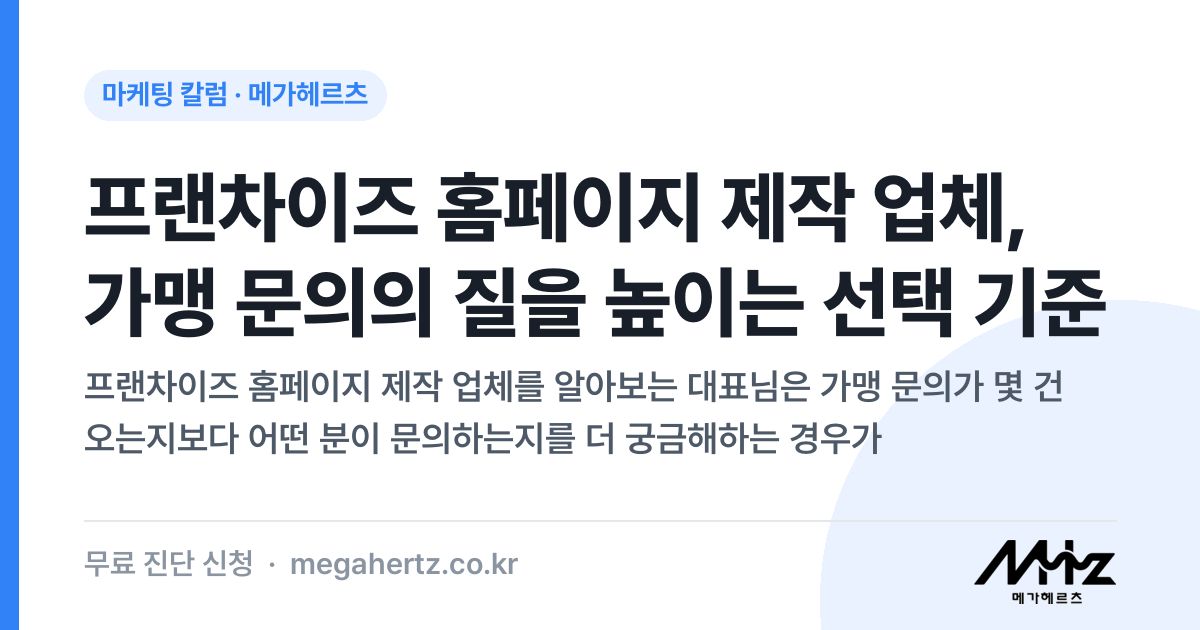 마케팅 칼럼 · 메가헤르츠
프랜차이즈 홈페이지 제작 업체,
가맹 문의의 질을 높이는 선택 기준
프랜차이즈 홈페이지 제작 업체를 알아보는 대표님은 가맹 문의가 몇 건
오는지보다 어떤 분이 문의하는지를 더 궁금해하는 경우가
무료 진단 신청 · megahertz.co.kr
MHz
메가헤르츠